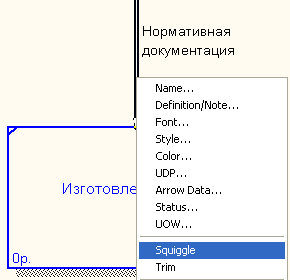 Нормативная
документация
Name...
Definition/Note...
Font...
Style...
Color...
UDP...
Arrow Data...
Status...
UOW...
Squiggle
Trim
Изготовле
0р.